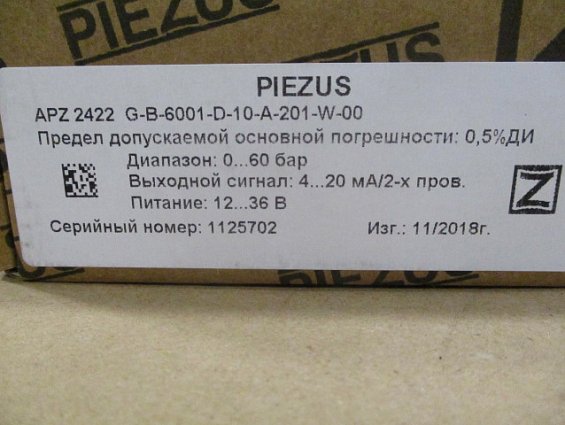 PIEZUS
PIEZUS
APZ 2422 G-B-6001-D-10-A-201-W-00
Предел допускаемой основной погрешности: 0,5%ДИ
Диапазон: 0...60 бар
Выходной сигнал: 4...20 мА/2-х пров.
Питание: 12...36 В
Z
Серийный номер: 1125702 Изг.: 11/2018г.
PIEZUS